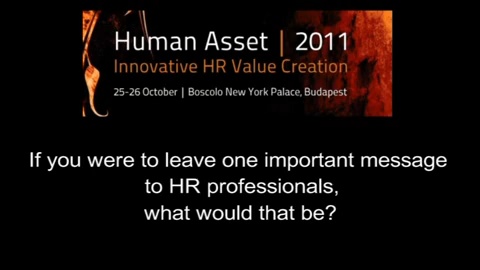 Human Asset | 2011
Innovative HR Value Creation
25-26 October | Boscolo New York Palace, Budapest
If you were to leave one important message
to HR professionals,
what would that be?